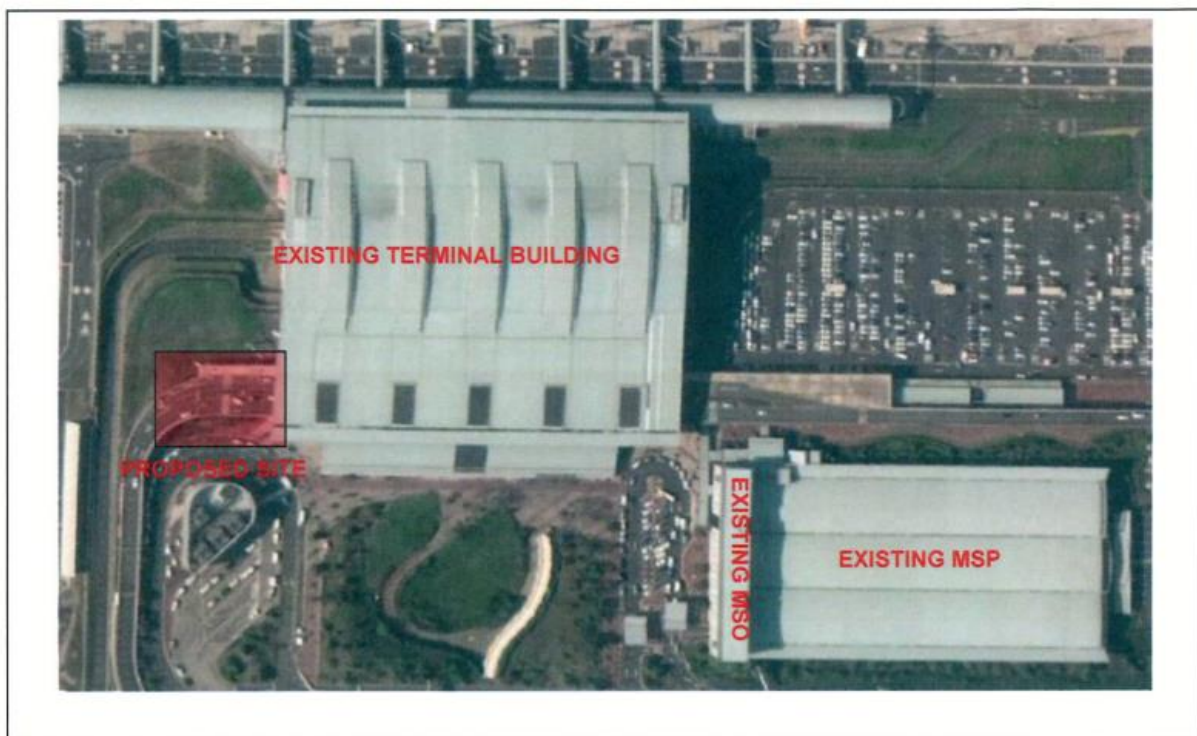 EXISTING TERMINAL BUILDING
PROPOSED SITE
EXISTING MSO
EXISTING MSP